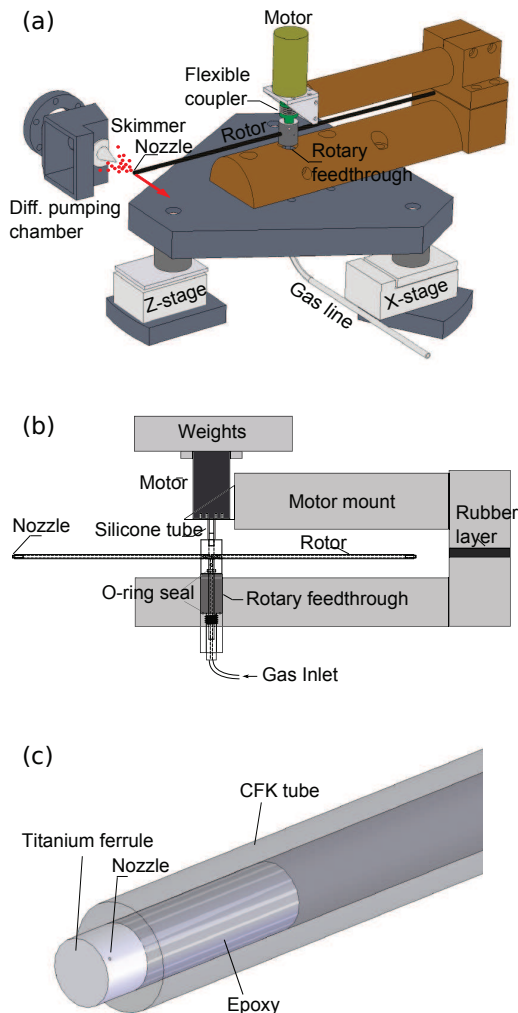 (a)
Motor
Flexible
coupler
Skimmer
Nozzle
Rotor
Rotary
feedthrough
Diff. pumping
chamber
Z-stage
Gas line
X-stage
(b)
Weights
Motor
Motor mount
Nozzle
Silicone tube
Rubber
layer
Rotor
O-ring seal
Rotary feedthrough
Gas Inlet
(c)
CFK tube
Titanium ferrule
Nozzle
Epoxy